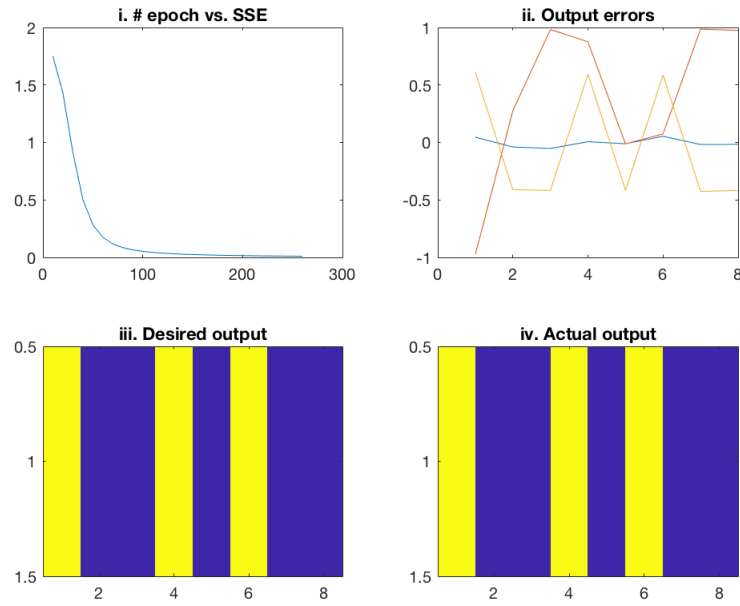 i. # epoch vs. SSE
2
1.5
1
0.5
0
0 100 200 300
ii. Output errors
1
0.5
0
-0.5
-1
0 2 4 6 8
iii. Desired output
0.5
1
1.5
2 4 6 8
iv. Actual output
0.5
1
1.5
2 4 6 8